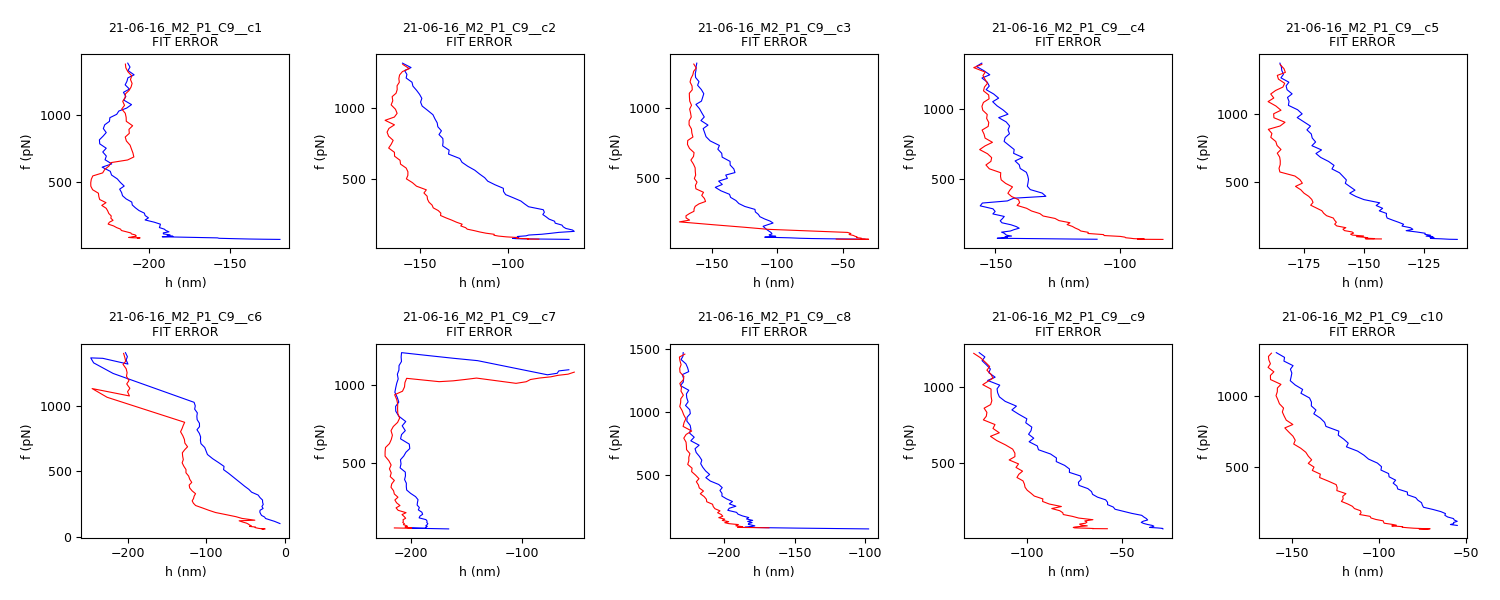 21-06-16_M2_P1_C9__c1
FIT ERROR
f (pN)
1000
500
−200
−150
h (nm)
21-06-16_M2_P1_C9__c2
FIT ERROR
f (pN)
1000
500
−150
−100
h (nm)
21-06-16_M2_P1_C9__c3
FIT ERROR
f (pN)
1000
500
−150
−100
−50
h (nm)
21-06-16_M2_P1_C9__c4
FIT ERROR
f (pN)
1000
500
−150
−100
h (nm)
21-06-16_M2_P1_C9__c5
FIT ERROR
f (pN)
1000
500
−175
−150
−125
h (nm)
21-06-16_M2_P1_C9__c6
FIT ERROR
f (pN)
1000
500
0
−200
−100
0
h (nm)
21-06-16_M2_P1_C9__c7
FIT ERROR
f (pN)
1000
500
−200
−100
h (nm)
21-06-16_M2_P1_C9__c8
FIT ERROR
f (pN)
1500
1000
500
−200
−150
−100
h (nm)
21-06-16_M2_P1_C9__c9
FIT ERROR
f (pN)
1000
500
−100
−50
h (nm)
21-06-16_M2_P1_C9__c10
FIT ERROR
f (pN)
1000
500
−150
−100
−50
h (nm)